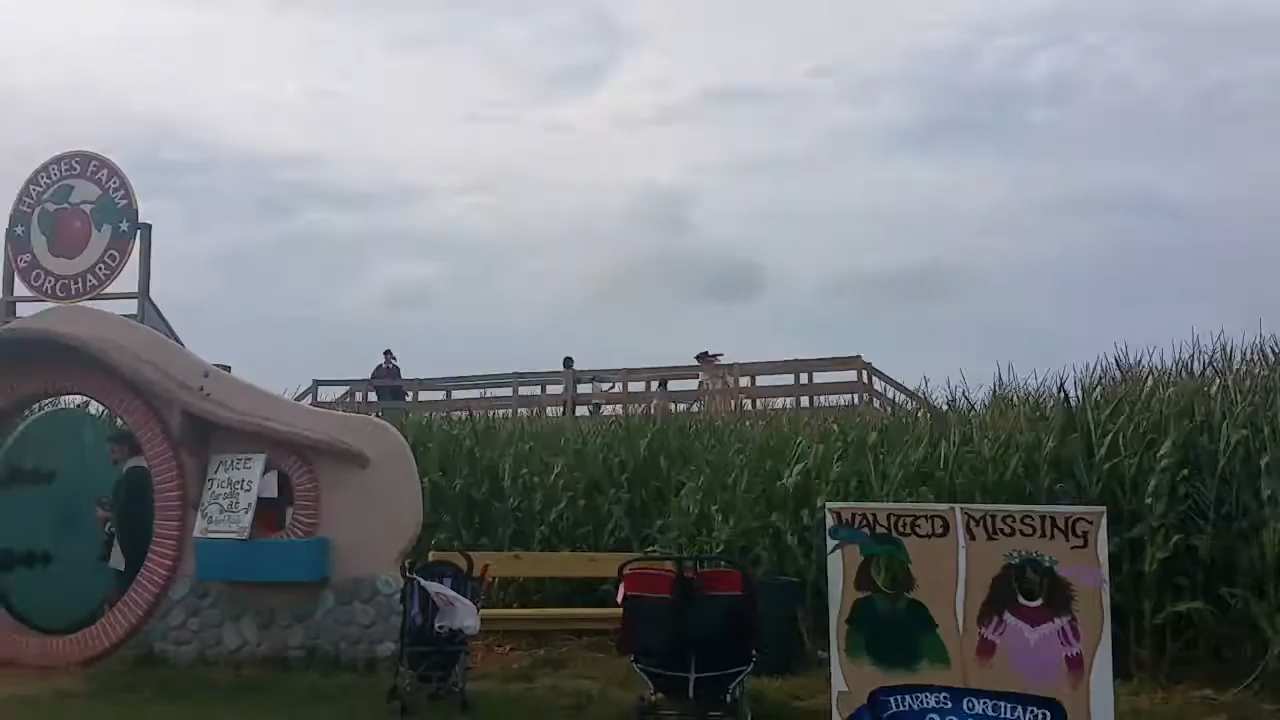 HARBES FARM
& ORCHARD
MAZE
Tickets
for sale
at
WANTED
MISSING
HARBES ORCHARD